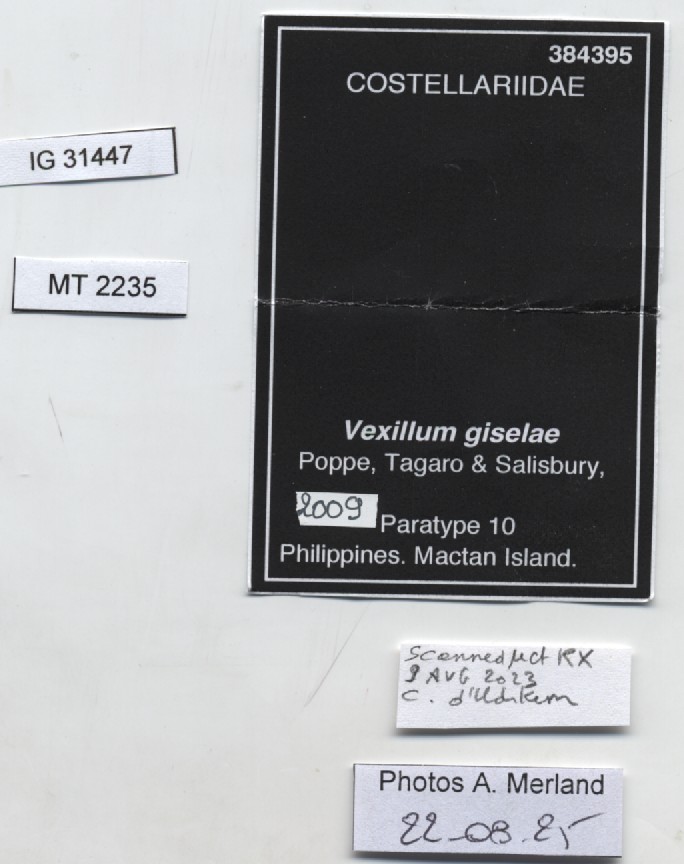 384395
COSTELLARIIDAE
IG 31447
MT 2235
Vexillum giselae
Poppe, Tagaro & Salisbury,
2009
Paratype 10
Philippines. Mactan Island.
Scanned µct RX
9 AUG 2023
C. d'Udekem
Photos A. Merland
22-08.25